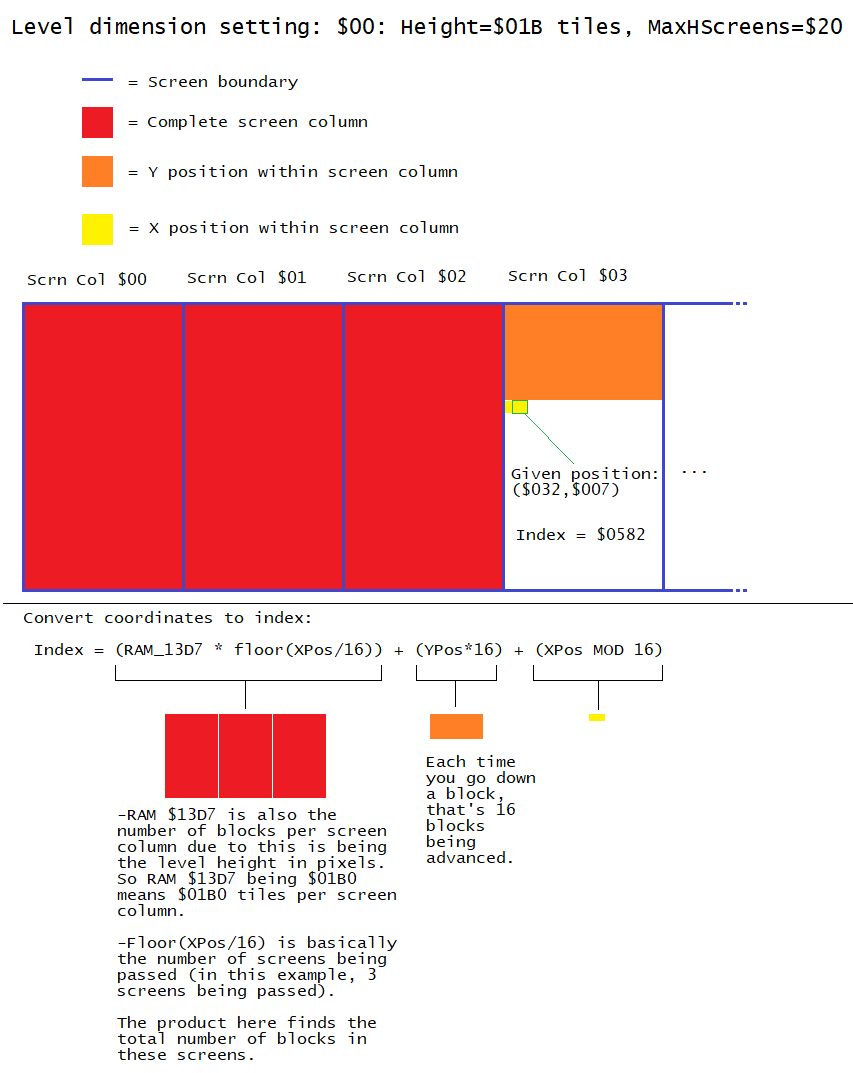 Level dimension setting: $00: Height=$01B tiles, MaxHScreens=$20
= Screen boundary
= Complete screen column
= Y position within screen column
= X position within screen column
Scrn Col $00
Scrn Col $01
Scrn Col $02
Scrn Col $03
Given position:
($032,$007)
...
Index = $0582
Convert coordinates to index:
Index = (RAM_13D7 * floor(XPos/16)) + (YPos*16) + (XPos MOD 16)
-RAM $13D7 is also the
number of blocks per screen
column due to this is being
the level height in pixels.
So RAM $13D7 being $01B0
means $01B0 tiles per screen
column.
-Floor(XPos/16) is basically
the number of screens being
passed (in this example, 3
screens being passed).
The product here finds the
total number of blocks in
these screens.
Each time
you go down
a block,
that's 16
blocks
being
advanced.